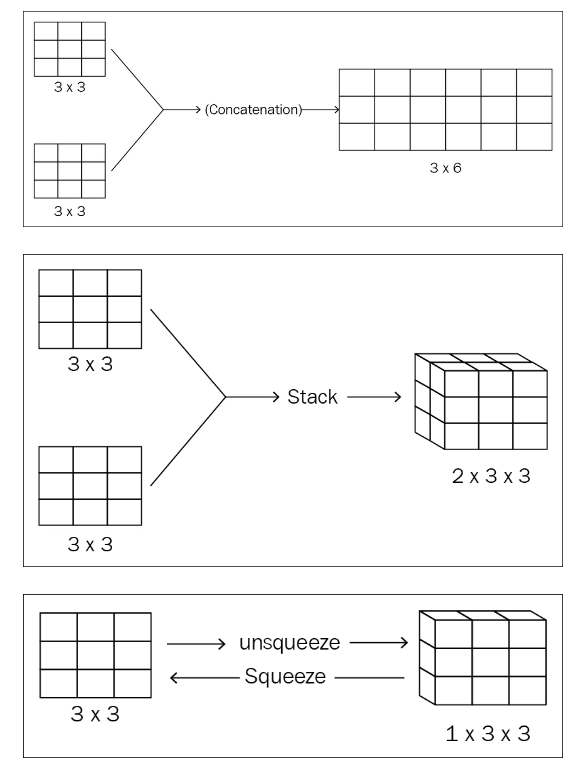 3 x 3
(Concatenation)
3 x 6
3 x 3
3 x 3
Stack
2 x 3 x 3
3 x 3
unsqueeze
Squeeze
3 x 3
1 x 3 x 3